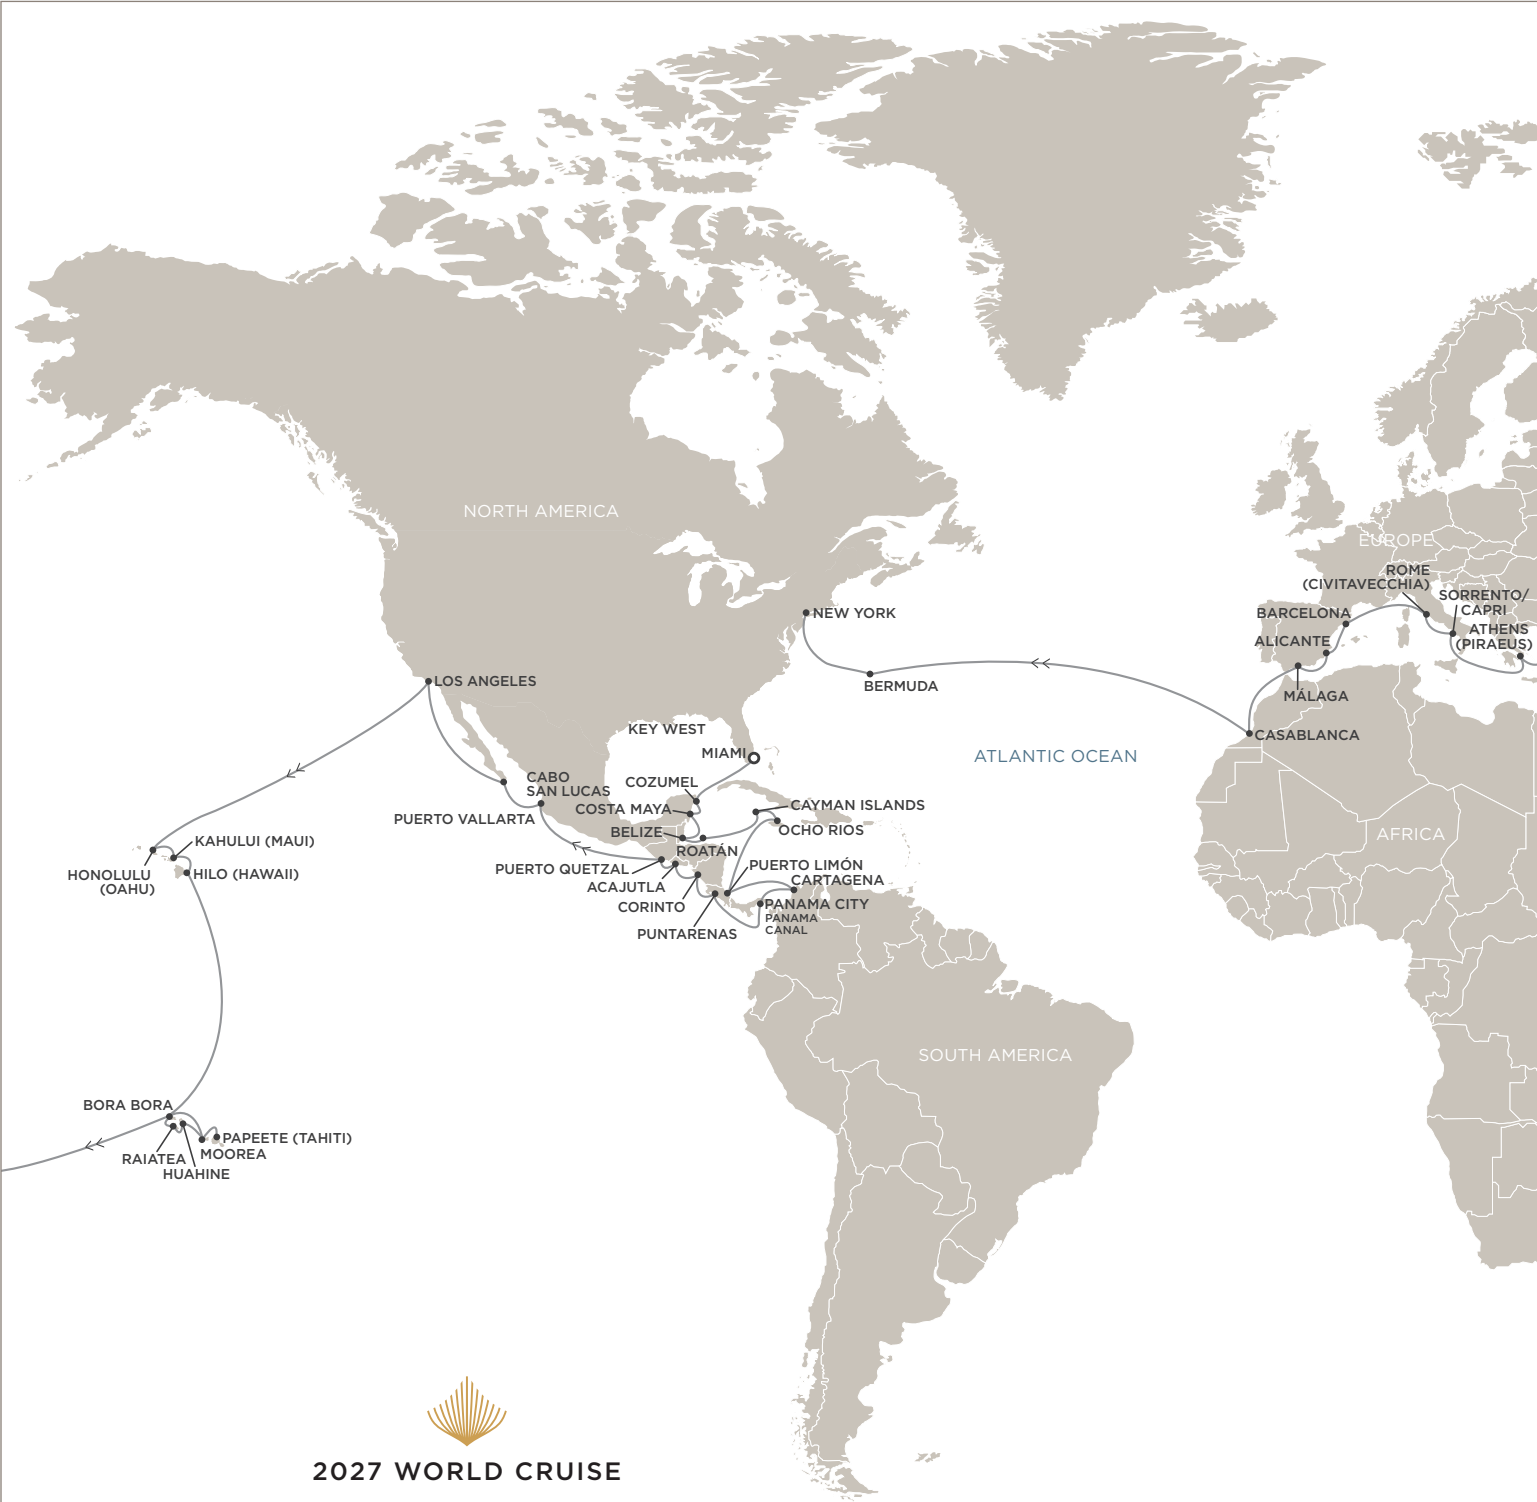 NORTH AMERICA
EUROPE
ROME
(CIVITAVECCHIA)
SORRENTO/
CAPRI
BARCELONA
ATHENS
(PIRAEUS)
ALICANTE
MÁLAGA
CASABLANCA
NEW YORK
BERMUDA
LOS ANGELES
KEY WEST
MIAMI
ATLANTIC OCEAN
CABO
SAN LUCAS
COZUMEL
COSTA MAYA
CAYMAN ISLANDS
PUERTO VALLARTA
BELIZE
OCHO RIOS
AFRICA
ROATÁN
KAHULUI (MAUI)
HONOLULU
(OAHU)
HILO (HAWAII)
PUERTO QUETZAL
PUERTO LIMÓN
ACAJUTLA
CARTAGENA
CORINTO
PANAMA CITY
PANAMA
CANAL
PUNTARENAS
SOUTH AMERICA
BORA BORA
PAPEETE (TAHITI)
RAIATEA
MOOREA
HUAHINE
2027 WORLD CRUISE